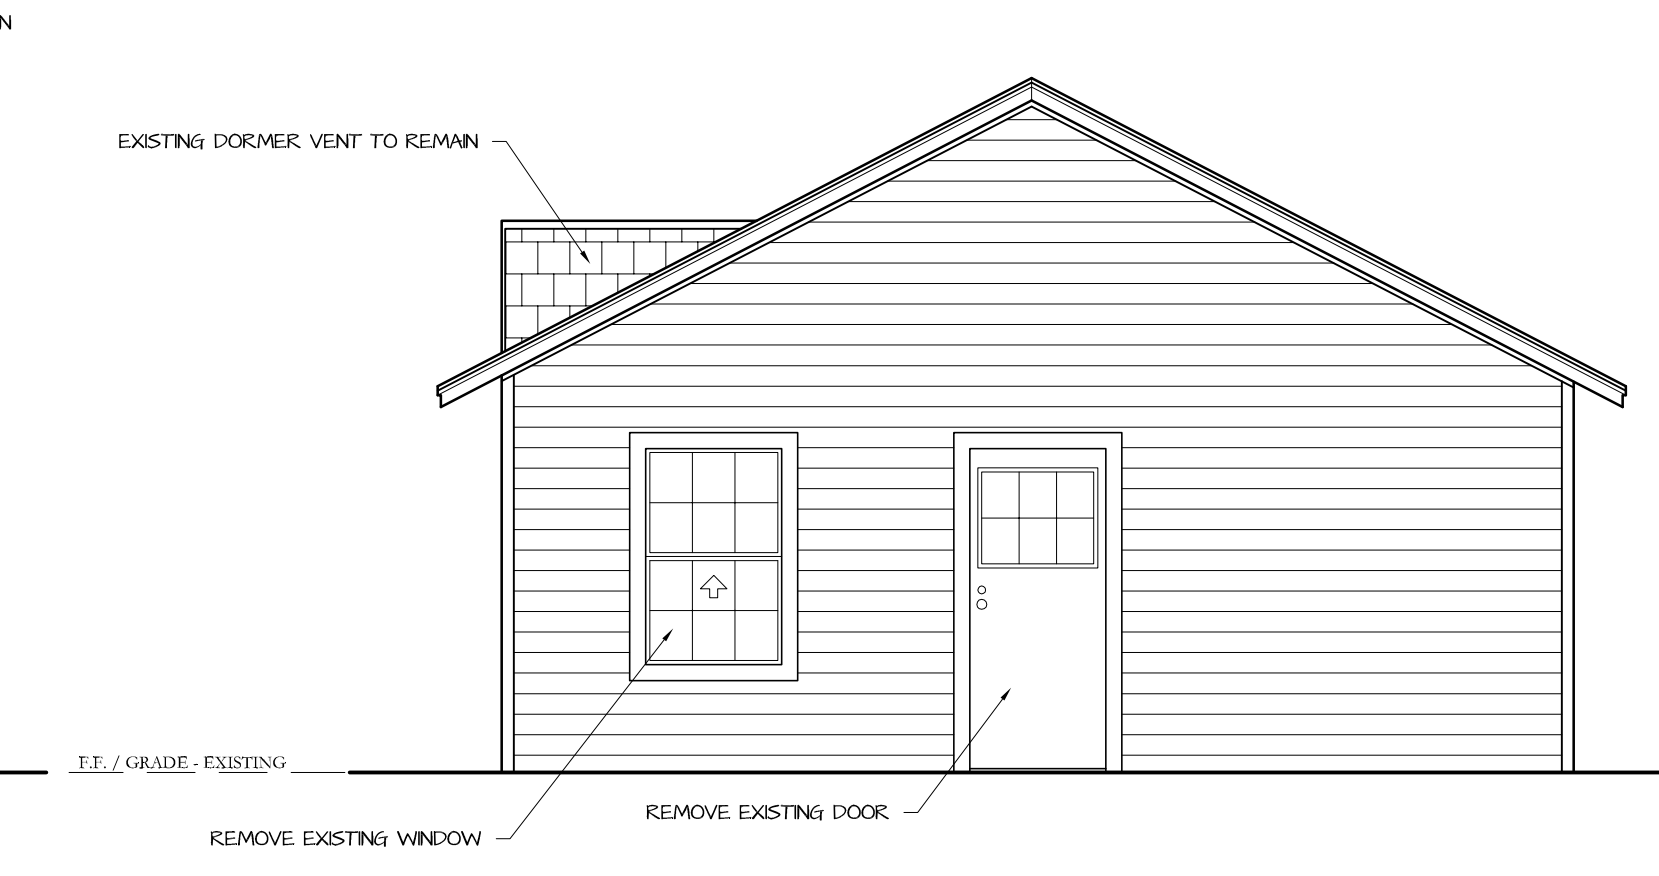 N
EXISTING DORMER VENT TO REMAIN
F.F. / GRADE - EXISTING
REMOVE EXISTING DOOR
REMOVE EXISTING WINDOW